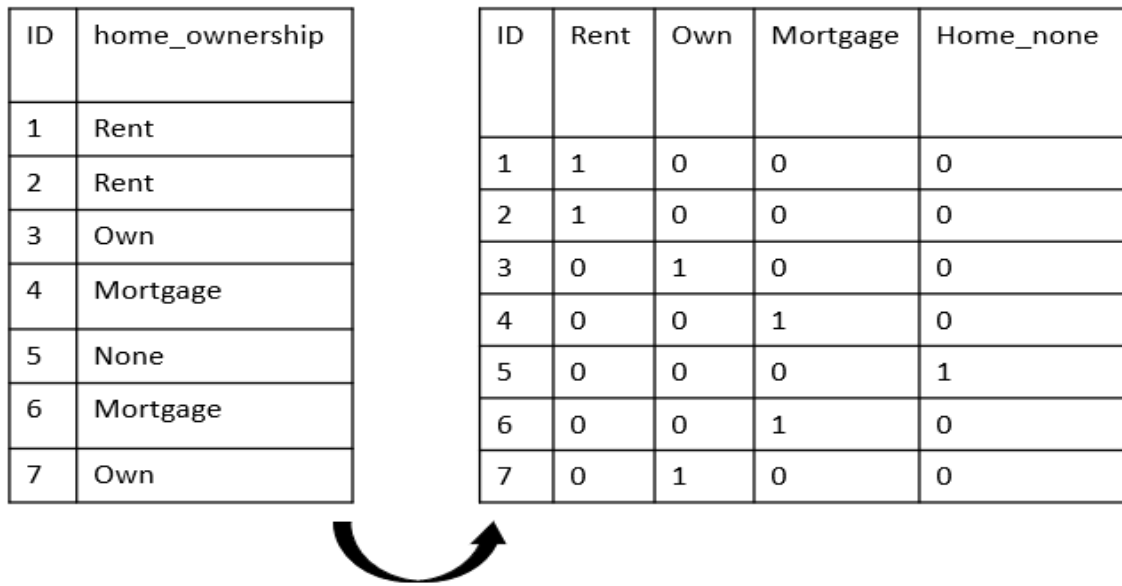 ID home_ownership
1 Rent
2 Rent
3 Own
4 Mortgage
5 None
6 Mortgage
7 Own
ID Rent Own Mortgage Home_none
1 1 0 0 0
2 1 0 0 0
3 0 1 0 0
4 0 0 1 0
5 0 0 0 1
6 0 0 1 0
7 0 1 0 0